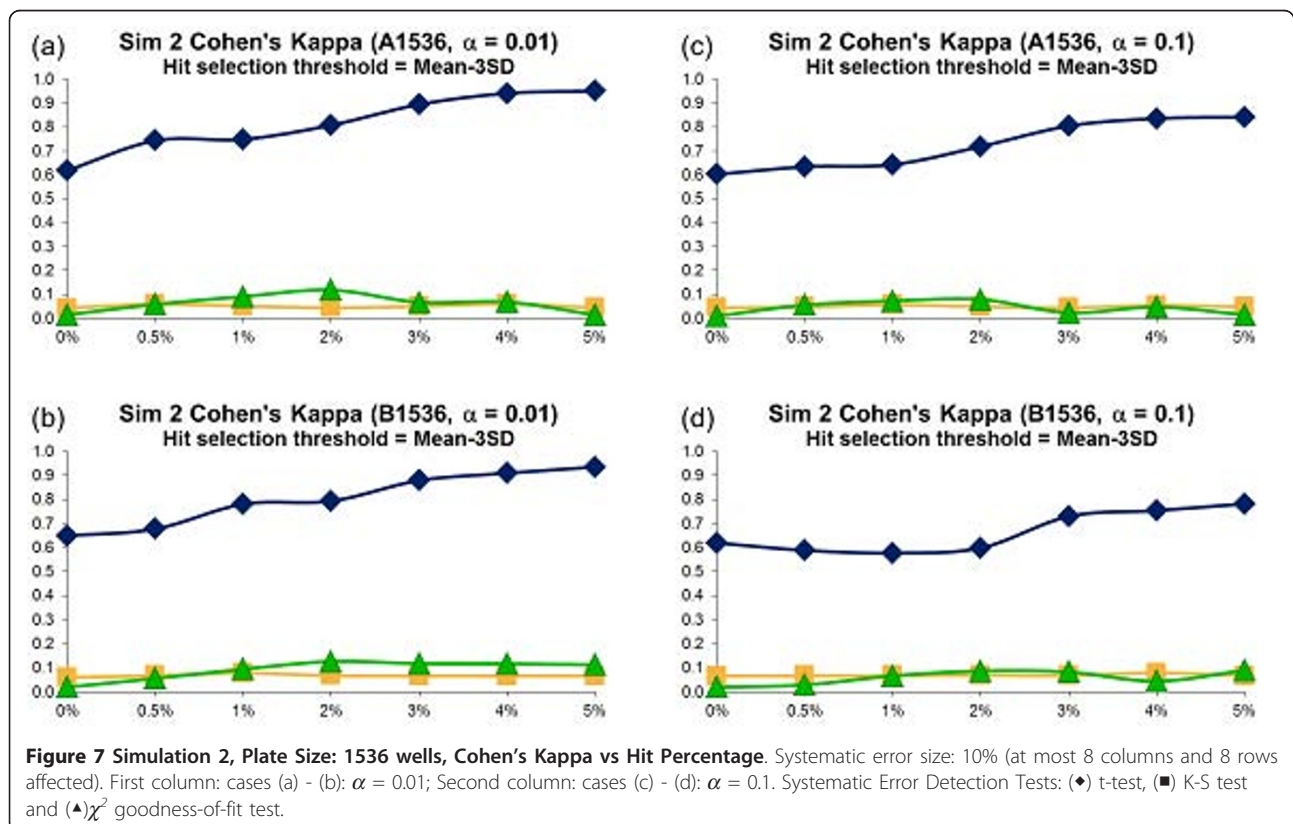 (a) Sim 2 Cohen's Kappa (A1536, α = 0.01)
Hit selection threshold = Mean-3SD
1.0
0.9
0.8
0.7
0.6
0.5
0.4
0.3
0.2
0.1
0.0
0% 0.5% 1% 2% 3% 4% 5%
(c) Sim 2 Cohen's Kappa (A1536, α = 0.1)
Hit selection threshold = Mean-3SD
1.0
0.9
0.8
0.7
0.6
0.5
0.4
0.3
0.2
0.1
0.0
0% 0.5% 1% 2% 3% 4% 5%
(b) Sim 2 Cohen's Kappa (B1536, α = 0.01)
Hit selection threshold = Mean-3SD
1.0
0.9
0.8
0.7
0.6
0.5
0.4
0.3
0.2
0.1
0.0
0% 0.5% 1% 2% 3% 4% 5%
(d) Sim 2 Cohen's Kappa (B1536, α = 0.1)
Hit selection threshold = Mean-3SD
1.0
0.9
0.8
0.7
0.6
0.5
0.4
0.3
0.2
0.1
0.0
0% 0.5% 1% 2% 3% 4% 5%
Figure 7 Simulation 2, Plate Size: 1536 wells, Cohen's Kappa vs Hit Percentage. Systematic error size: 10% (at most 8 columns and 8 rows
affected). First column: cases (a) - (b): α = 0.01; Second column: cases (c) - (d): α = 0.1. Systematic Error Detection Tests: (♦) t-test, (■) K-S test
and (▲)χ² goodness-of-fit test.